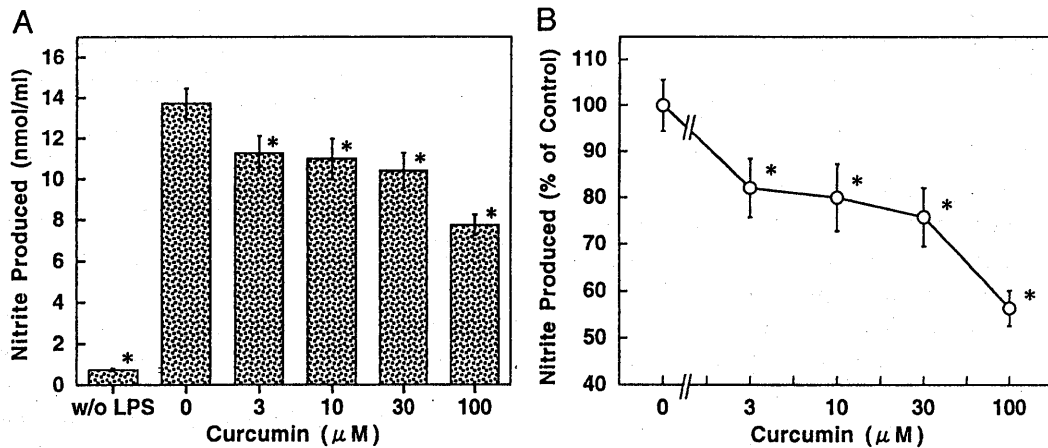 A
Nitrite Produced (nmol/ml)
16
14
12
10
8
6
4
2
0
* * * * *
w/o LPS 0 3 10 30 100
Curcumin (μM)
B
Nitrite Produced (% of Control)
110
100
90
80
70
60
50
40
* * * *
0 3 10 30 100
Curcumin (μM)